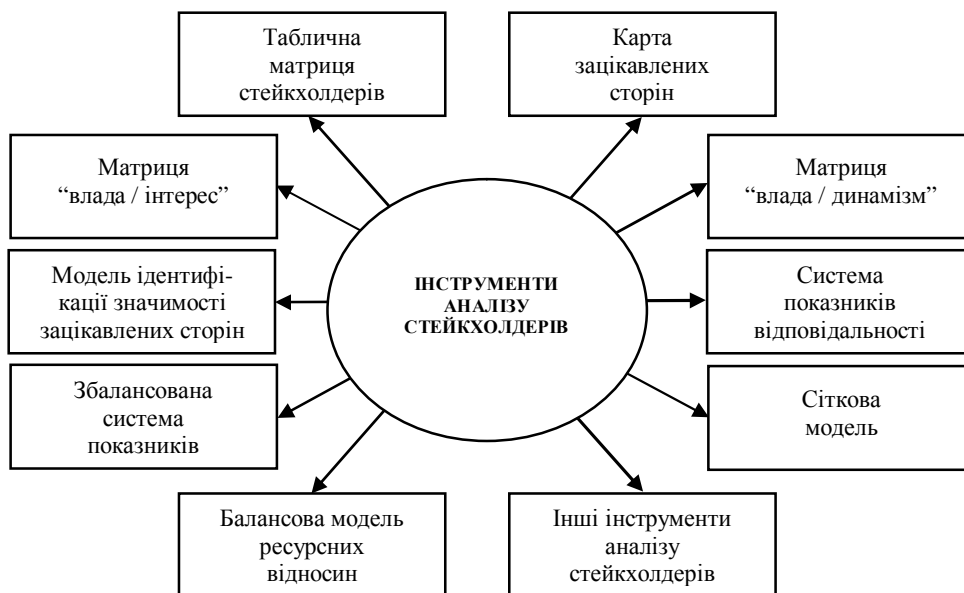 Таблична
матриця
стейкхолдерів
Карта
зацікавлених
сторін
Матриця
“влада / інтерес”
Матриця
“влада / динамізм”
Модель ідентифі-
кації значимості
зацікавлених сторін
ІНСТРУМЕНТИ
АНАЛІЗУ
СТЕЙКХОЛДЕРІВ
Система
показників
відповідальності
Збалансована
система
показників
Сіткова
модель
Балансова модель
ресурсних
відносин
Інші інструменти
аналізу
стейкхолдерів